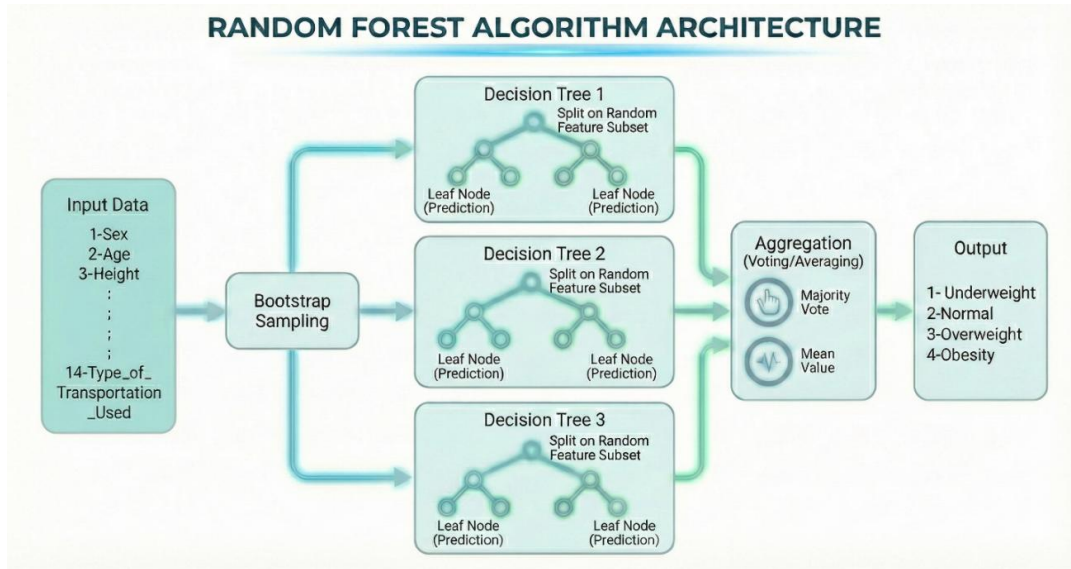 RANDOM FOREST ALGORITHM ARCHITECTURE
Input Data
1-Sex
2-Age
3-Height
:
;
;
;
14-Type_of_
Transportation
_Used
Bootstrap
Sampling
Decision Tree 1
Split on Random
Feature Subset
Leaf Node
(Prediction)
Leaf Node
(Prediction)
Decision Tree 2
Split on Random
Feature Subset
Leaf Node
(Prediction)
Leaf Node
(Prediction)
Decision Tree 3
Split on Random
Feature Subset
Leaf Node
(Prediction)
Leaf Node
(Prediction)
Aggregation
(Voting/Averaging)
Majority
Vote
Mean
Value
Output
1- Underweight
2-Normal
3-Overweight
4-Obesity